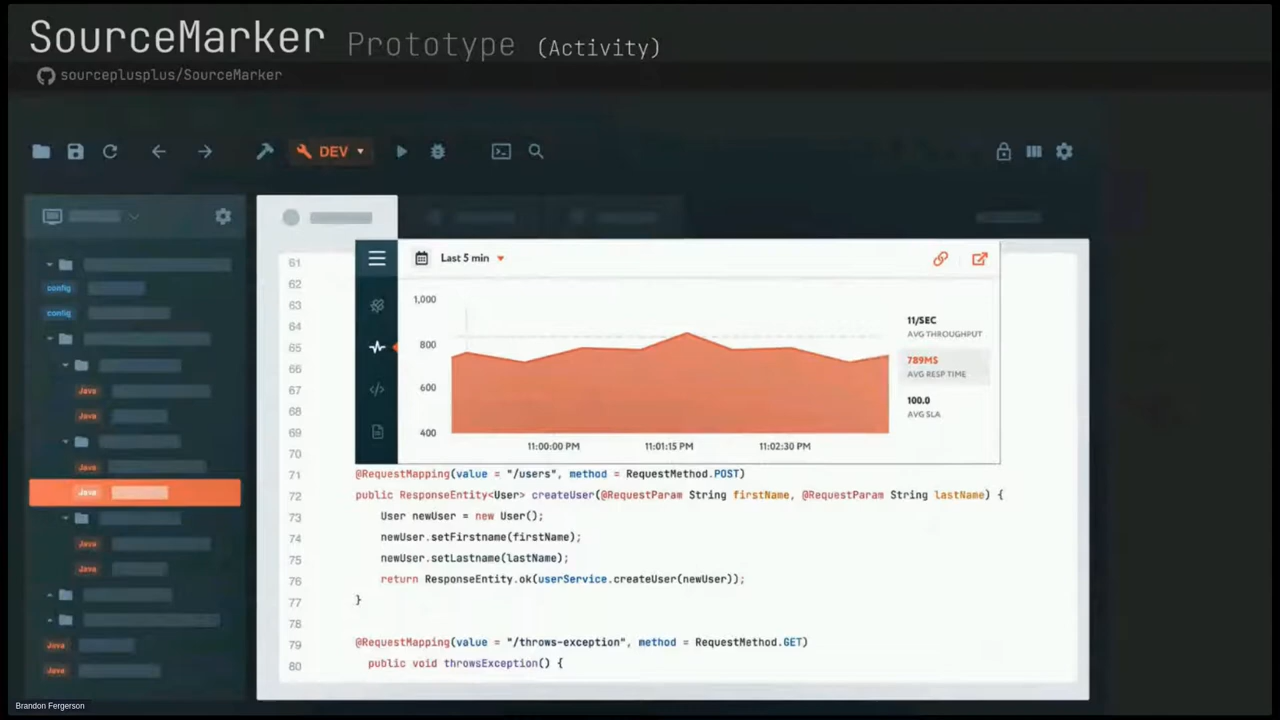 SourceMarker Prototype (Activity)
sourceplusplus/SourceMarker
DEV
Last 5 min
1,000
800
600
400
11:00:00 PM 11:01:15 PM 11:02:30 PM
11/SEC
AVG THROUGHPUT
789MS
AVG RESP TIME
100.0
AVG SLA
config
config
Java
Java
Java
Java
Java
Java
Java
Java
61
62
63
64
65
66
67
68
69
70
71 @RequestMapping(value = "/users", method = RequestMethod.POST)
72 public ResponseEntity<User> createUser(@RequestParam String firstName, @RequestParam String lastName) {
73 User newUser = new User();
74 newUser.setFirstname(firstName);
75 newUser.setLastname(lastName);
76 return ResponseEntity.ok(userService.createUser(newUser));
77 }
78
79 @RequestMapping(value = "/throws-exception", method = RequestMethod.GET)
80 public void throwsException() {
Brandon Fergerson